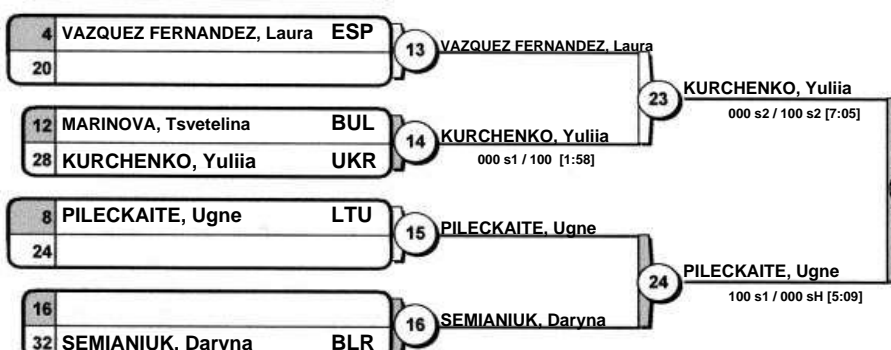 4 VAZQUEZ FERNANDEZ, Laura ESP
20
13 VAZQUEZ FERNANDEZ, Laura
12 MARINOVA, Tsvetelina BUL
28 KURCHENKO, Yuliia UKR
14 KURCHENKO, Yuliia
000 s1 / 100 [1:58]
23 KURCHENKO, Yuliia
000 s2 / 100 s2 [7:05]
8 PILECKAITE, Ugne LTU
24
15 PILECKAITE, Ugne
16
32 SEMIANIUK, Daryna BLR
16 SEMIANIUK, Daryna
24 PILECKAITE, Ugne
100 s1 / 000 sH [5:09]